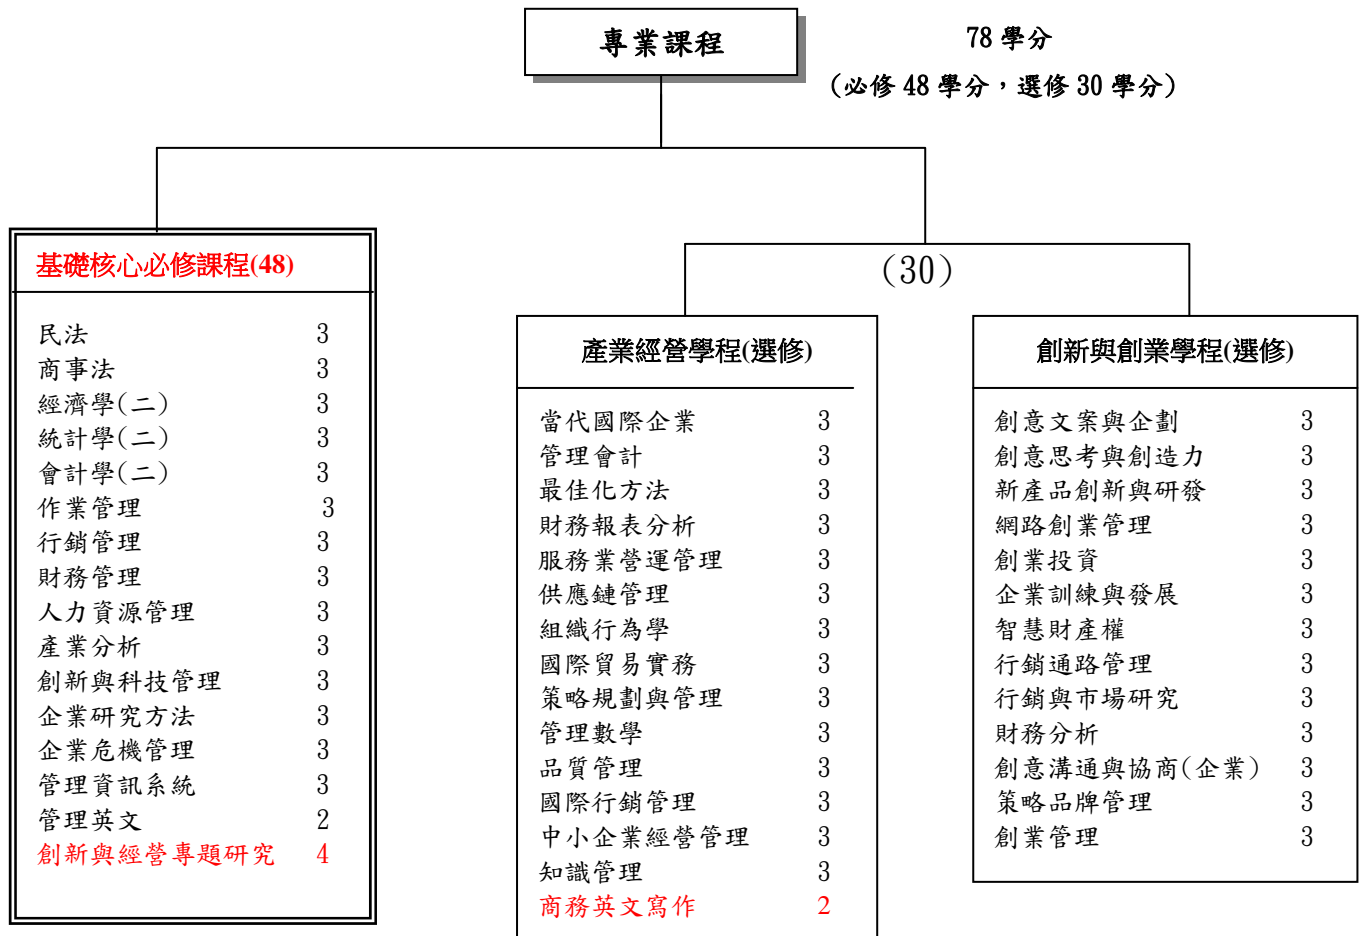 專業課程
78 學分
(必修 48 學分，選修 30 學分)
基礎核心必修課程(48)
民法 3
商事法 3
經濟學(二) 3
統計學(二) 3
會計學(二) 3
作業管理 3
行銷管理 3
財務管理 3
人力資源管理 3
產業分析 3
創新與科技管理 3
企業研究方法 3
企業危機管理 3
管理資訊系統 3
管理英文 2
創新與經營專題研究 4
(30)
產業經營學程(選修)
當代國際企業 3
管理會計 3
最佳化方法 3
財務報表分析 3
服務業營運管理 3
供應鏈管理 3
組織行為學 3
國際貿易實務 3
策略規劃與管理 3
管理數學 3
品質管理 3
國際行銷管理 3
中小企業經營管理 3
知識管理 3
商務英文寫作 2
創新與創業學程(選修)
創意文案與企劃 3
創意思考與創造力 3
新產品創新與研發 3
網路創業管理 3
創業投資 3
企業訓練與發展 3
智慧財產權 3
行銷通路管理 3
行銷與市場研究 3
財務分析 3
創意溝通與協商(企業) 3
策略品牌管理 3
創業管理 3